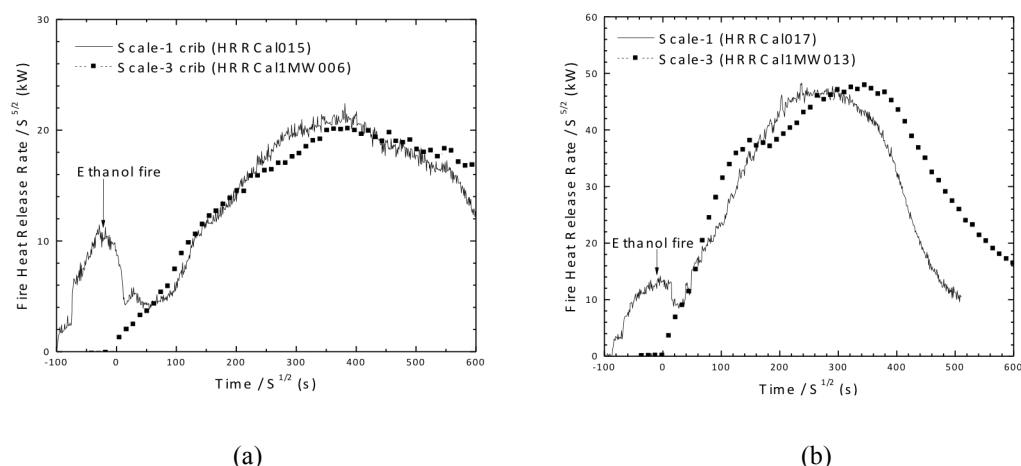 30
20
10
0
Fire Heat Release Rate / S^5/2 (kW)
Scale-1 crib (HRRCal015)
Scale-3 crib (HRRCal1MW006)
Ethanol fire
-100 0 100 200 300 400 500 600
Time / S^1/2 (s)
(a)
60
50
40
30
20
10
0
Fire Heat Release Rate / S^5/2 (kW)
Scale-1 (HRRCal017)
Scale-3 (HRRCal1MW013)
Ethanol fire
-100 0 100 200 300 400 500 600
Time / S^1/2 (s)
(b)